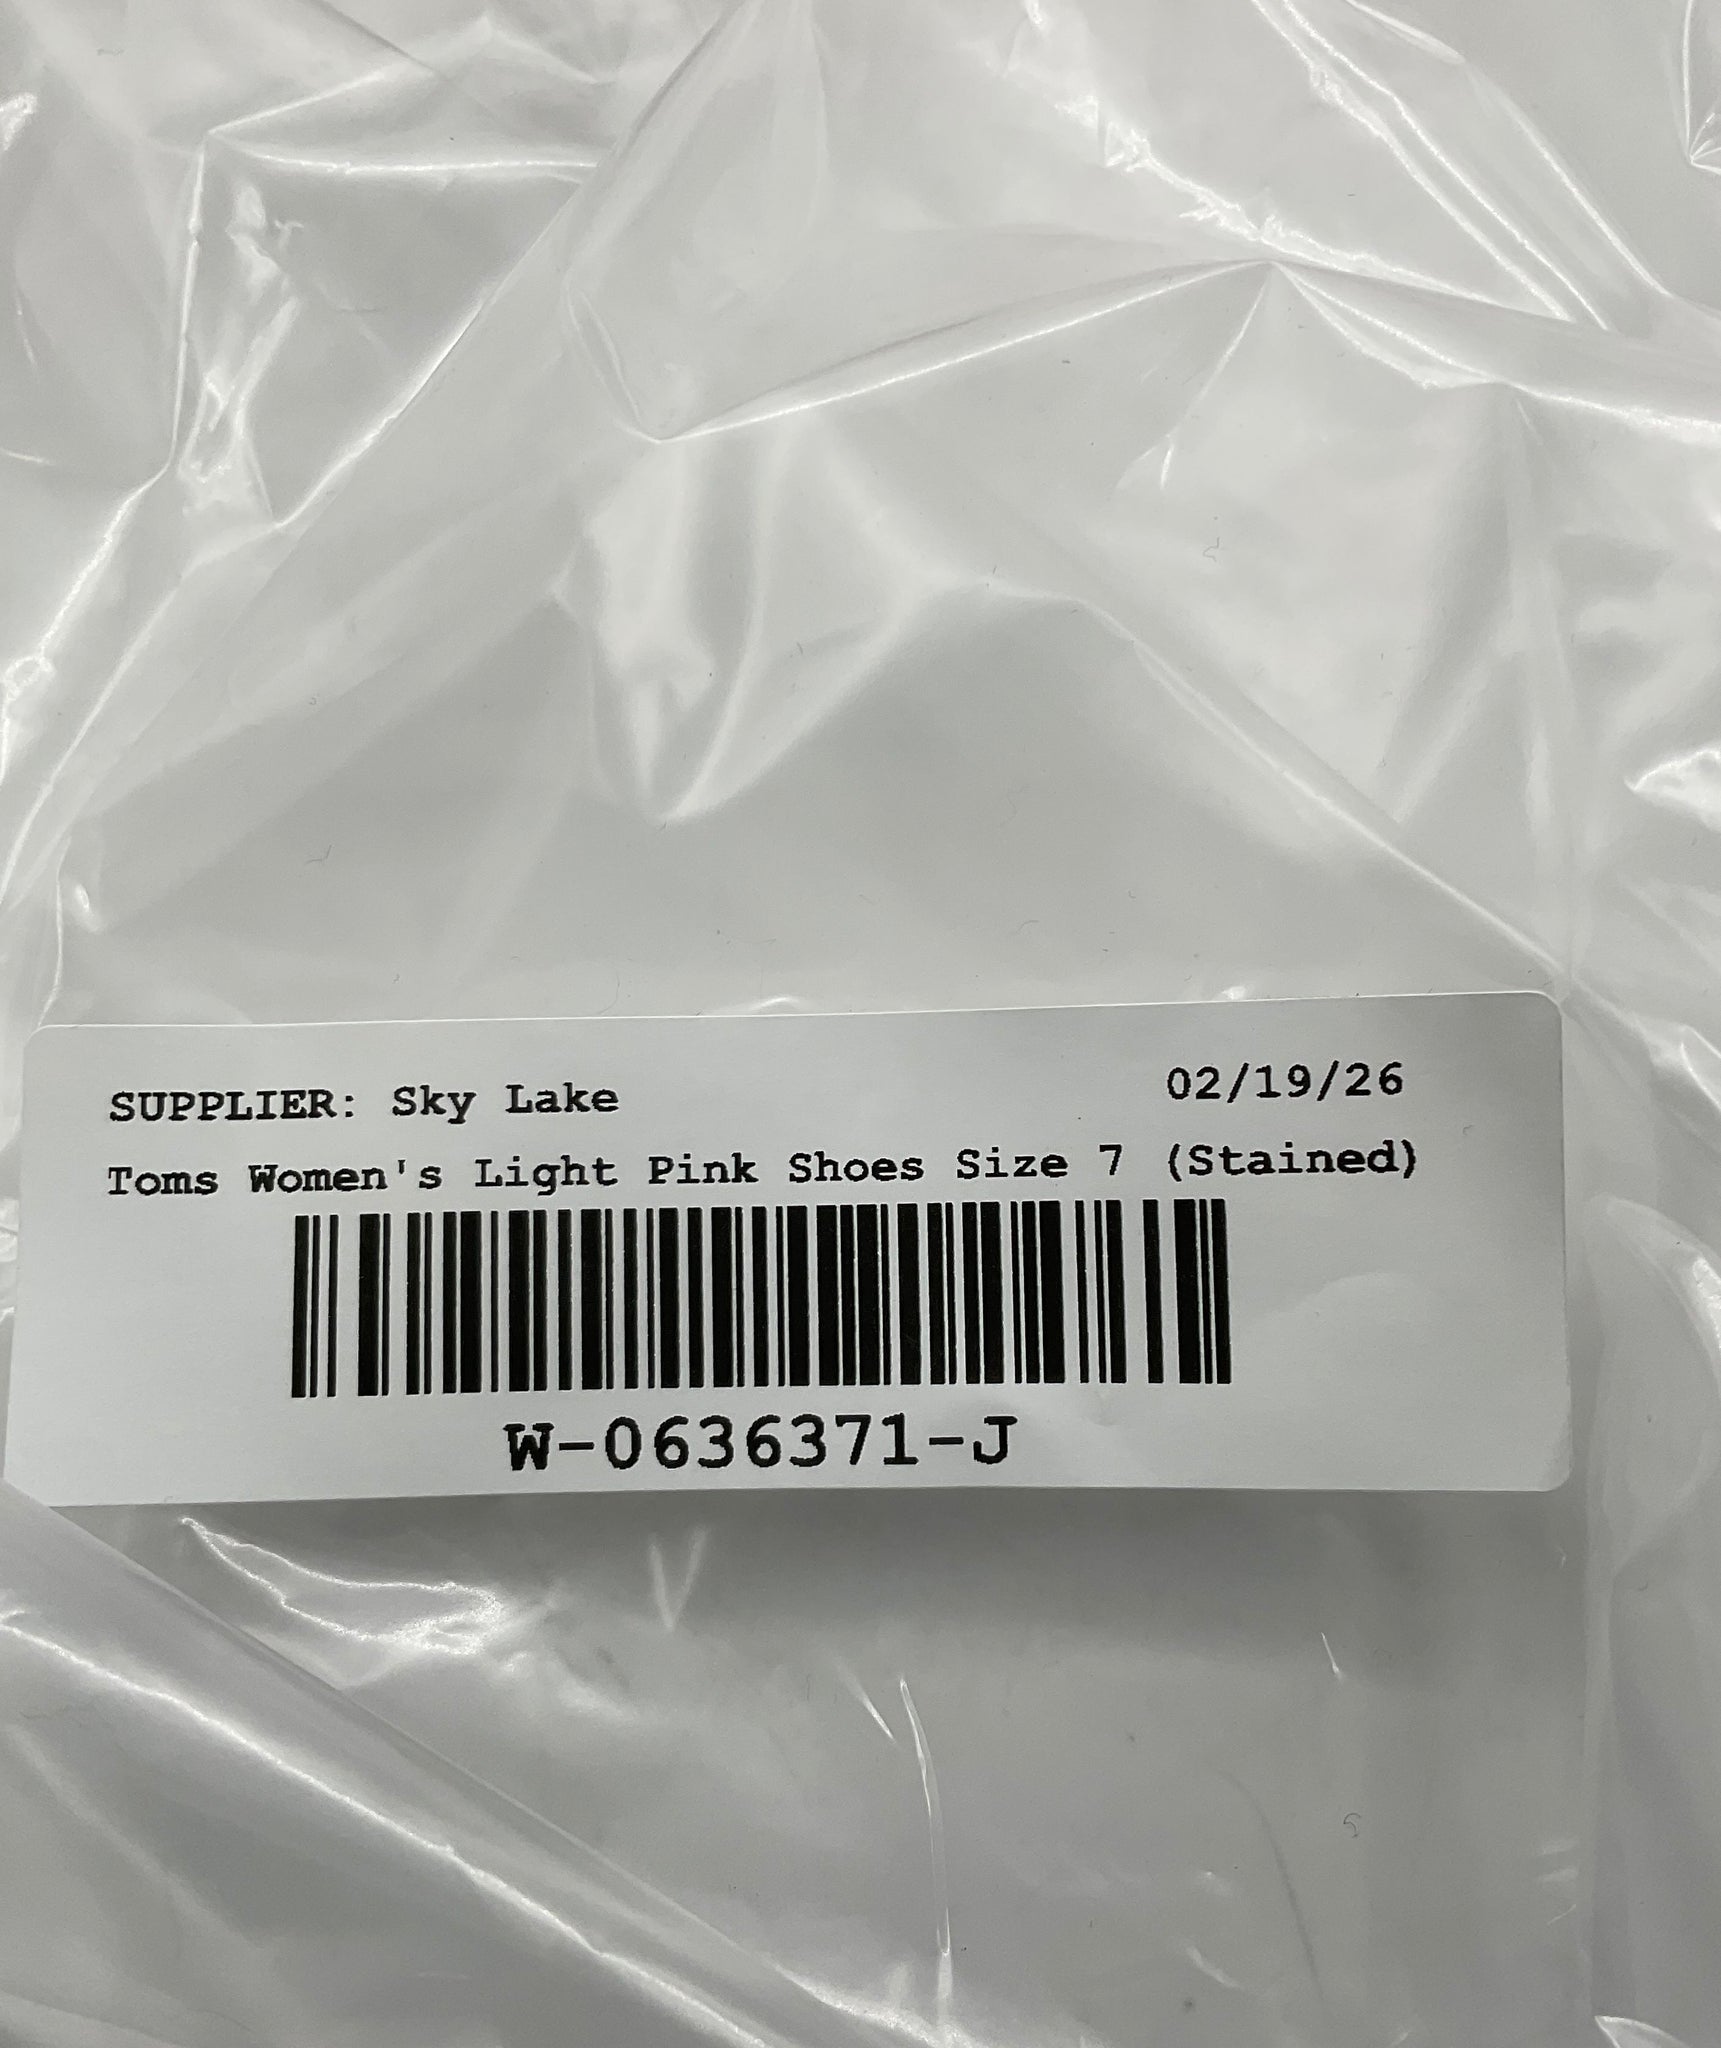 SUPPLIER: Sky Lake 02/19/26
Toms Women's Light Pink Shoes Size 7 (Stained)
W-0636371-J